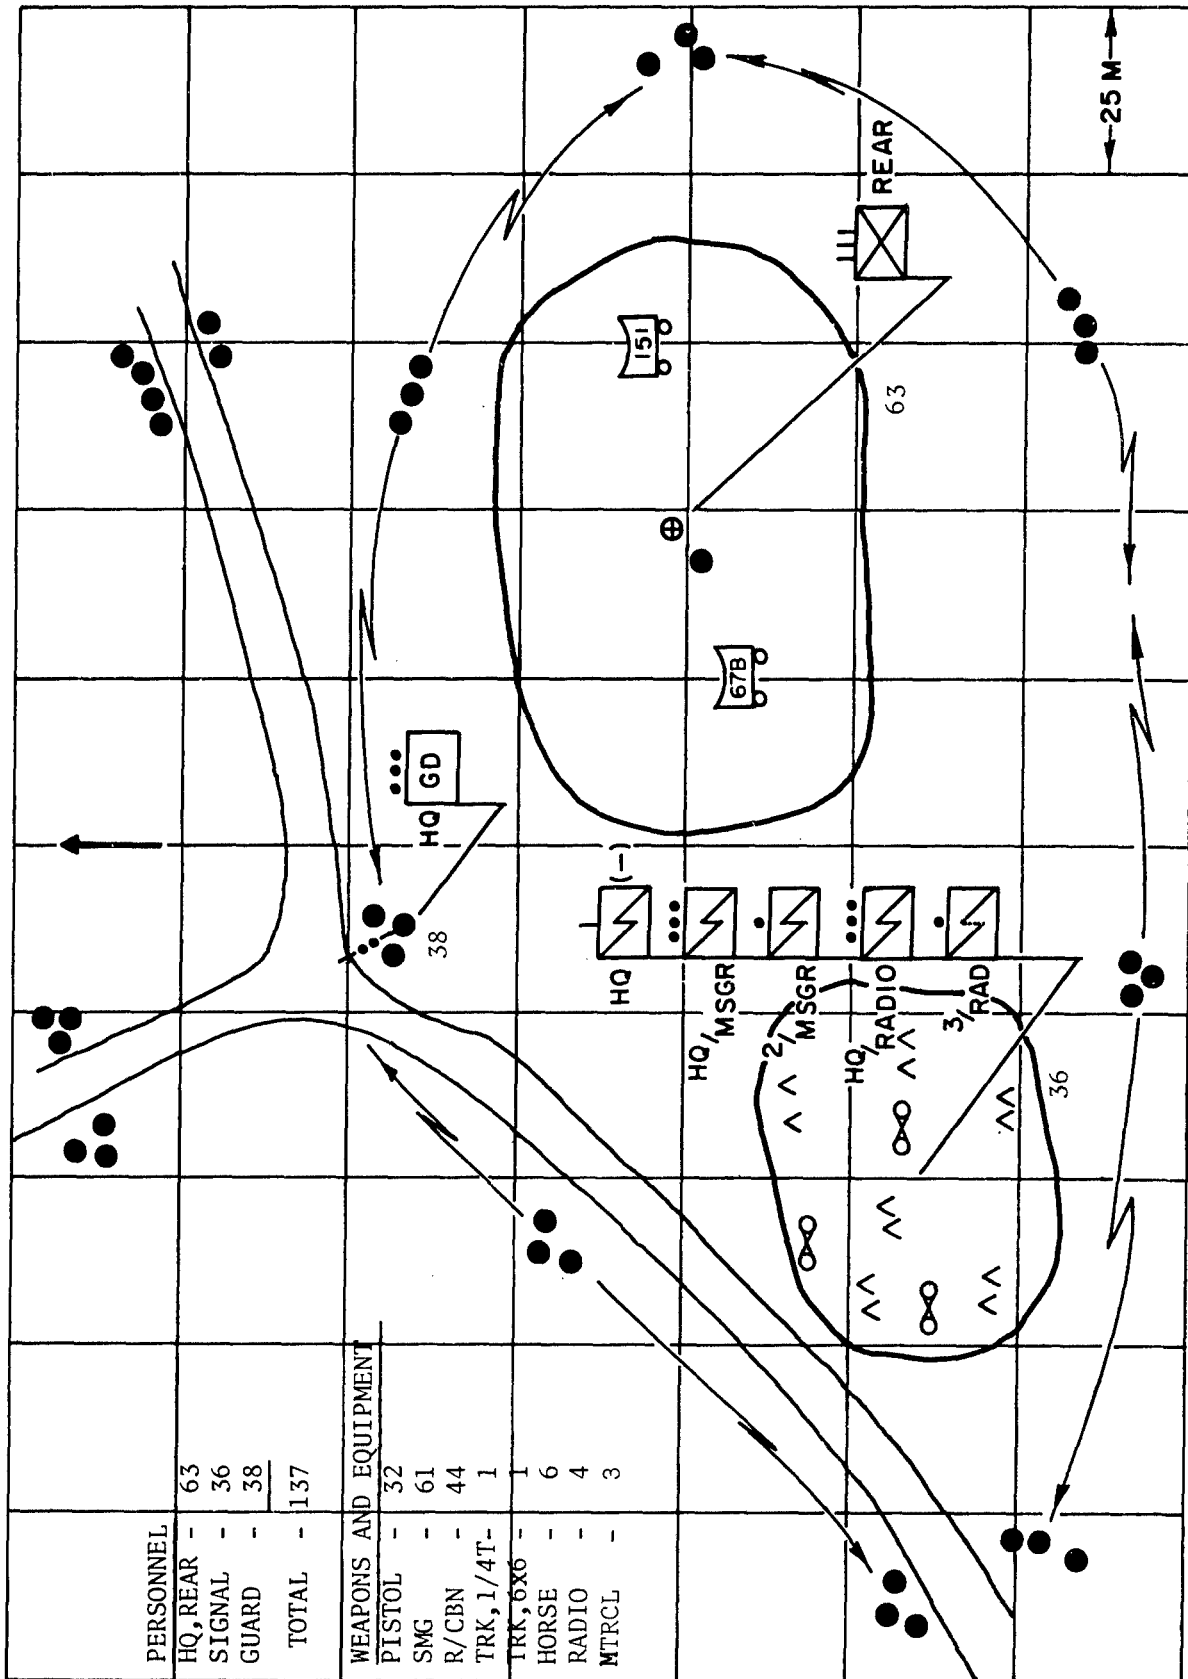 PERSONNEL
HQ,REAR - 63
SIGNAL - 36
GUARD - 38
TOTAL - 137
WEAPONS AND EQUIPMENT
PISTOL - 32
SMG - 61
R/CBN - 44
TRK,1/4T- 1
TRK,6x6 - 1
HORSE - 6
RADIO - 4
MTRCL - 3
38
HQ
GD
HQ
(–)
HQ/MSGR
2/MSGR
HQ/RADIO
3/RAD
36
67B
151
63
REAR
25 M